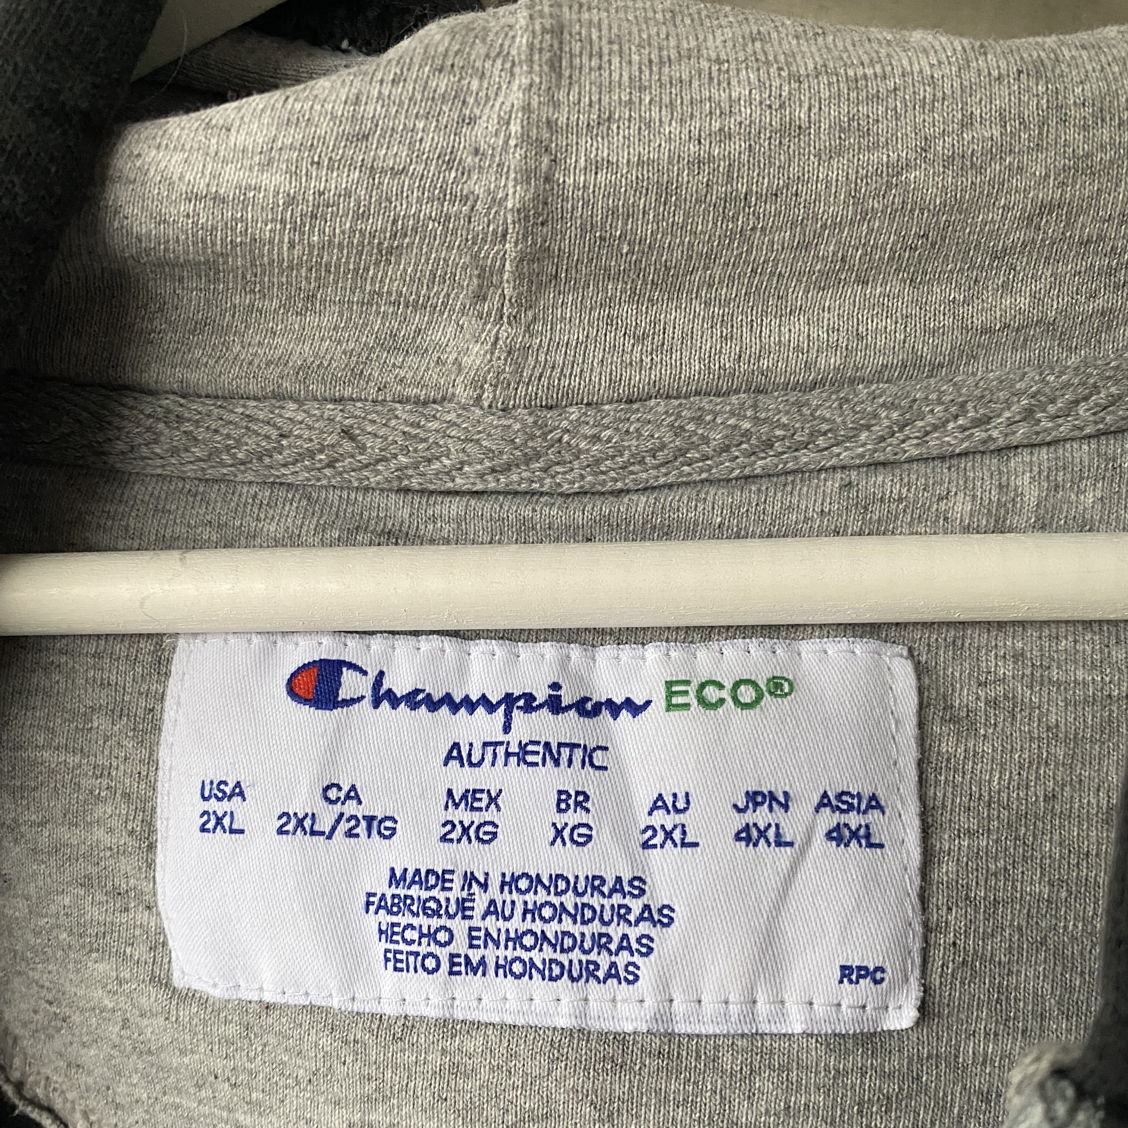 Champion ECO®
AUTHENTIC
USA CA MEX BR AU JPN ASIA
2XL 2XL/2TG 2XG XG 2XL 4XL 4XL
MADE IN HONDURAS
FABRIQUÉ AU HONDURAS
HECHO EN HONDURAS
FEITO EM HONDURAS
RPC